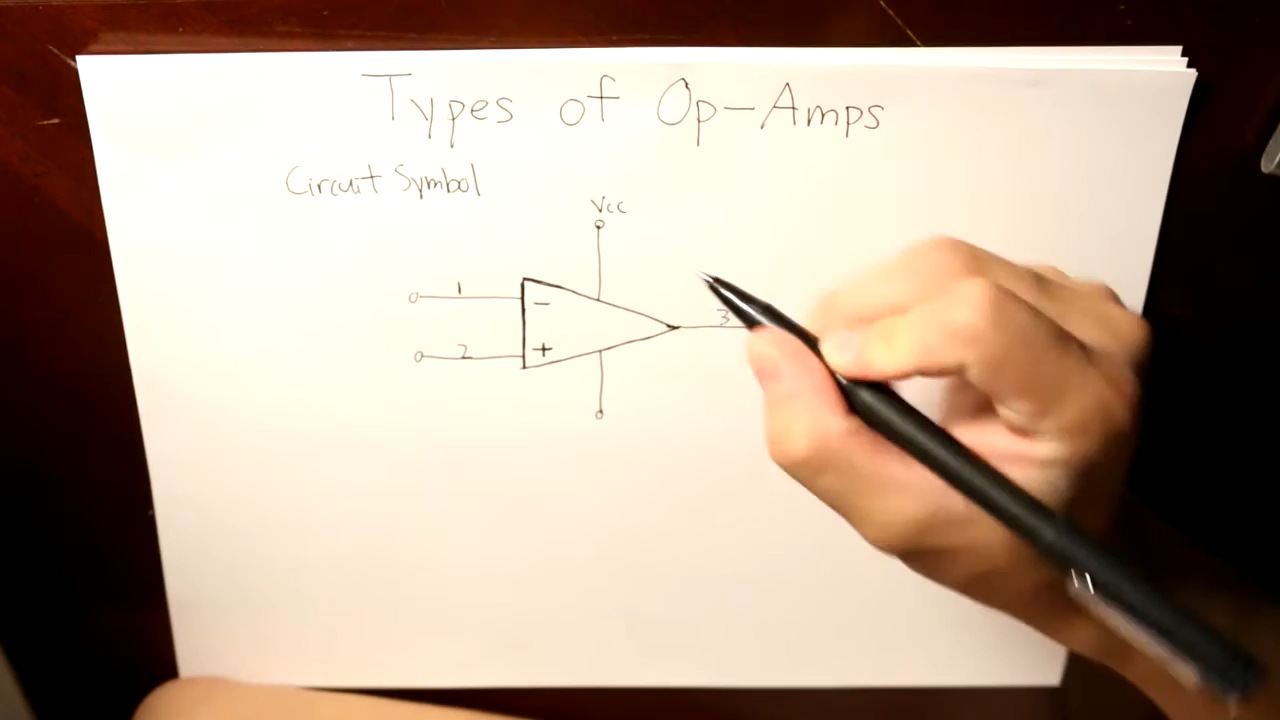 Types of Op-Amps
Circuit Symbol
Vcc
1
−
3
2
+